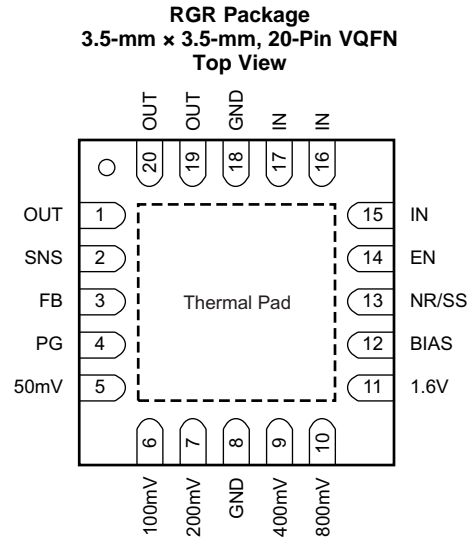 RGR Package
3.5-mm × 3.5-mm, 20-Pin VQFN
Top View
OUT OUT GND IN IN
20 19 18 17 16
OUT 1 15 IN
SNS 2 14 EN
FB 3 Thermal Pad 13 NR/SS
PG 4 12 BIAS
50mV 5 11 1.6V
6 7 8 9 10
100mV 200mV GND 400mV 800mV